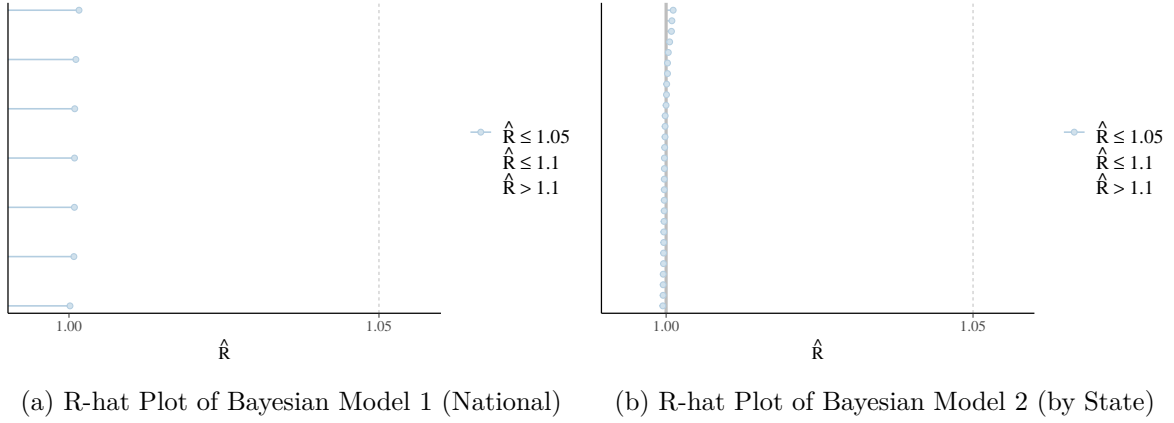 R̂ ≤ 1.05
R̂ ≤ 1.1
R̂ > 1.1
1.00 1.05
R̂
(a) R-hat Plot of Bayesian Model 1 (National)
R̂ ≤ 1.05
R̂ ≤ 1.1
R̂ > 1.1
1.00 1.05
R̂
(b) R-hat Plot of Bayesian Model 2 (by State)